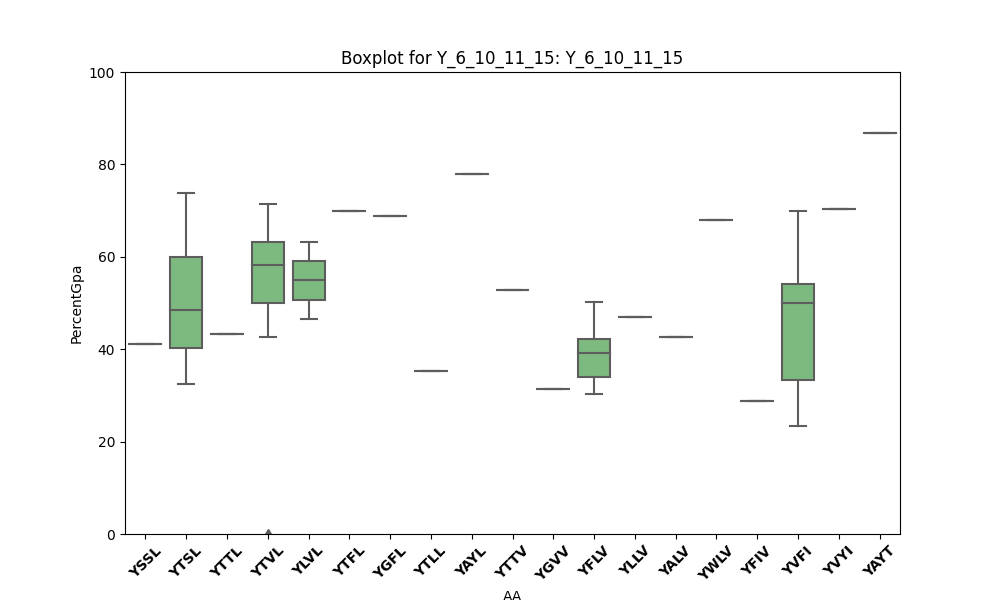 Boxplot for Y_6_10_11_15: Y_6_10_11_15
100
80
60
40
20
0
PercentGpa
YSSL YTSL YTTL YTVL YLVL YTFL YGFL YTLL YAYL YTTV YGVV YFLV YLLV YALV YWLV YFIV YVFI YVYI YAYT
AA